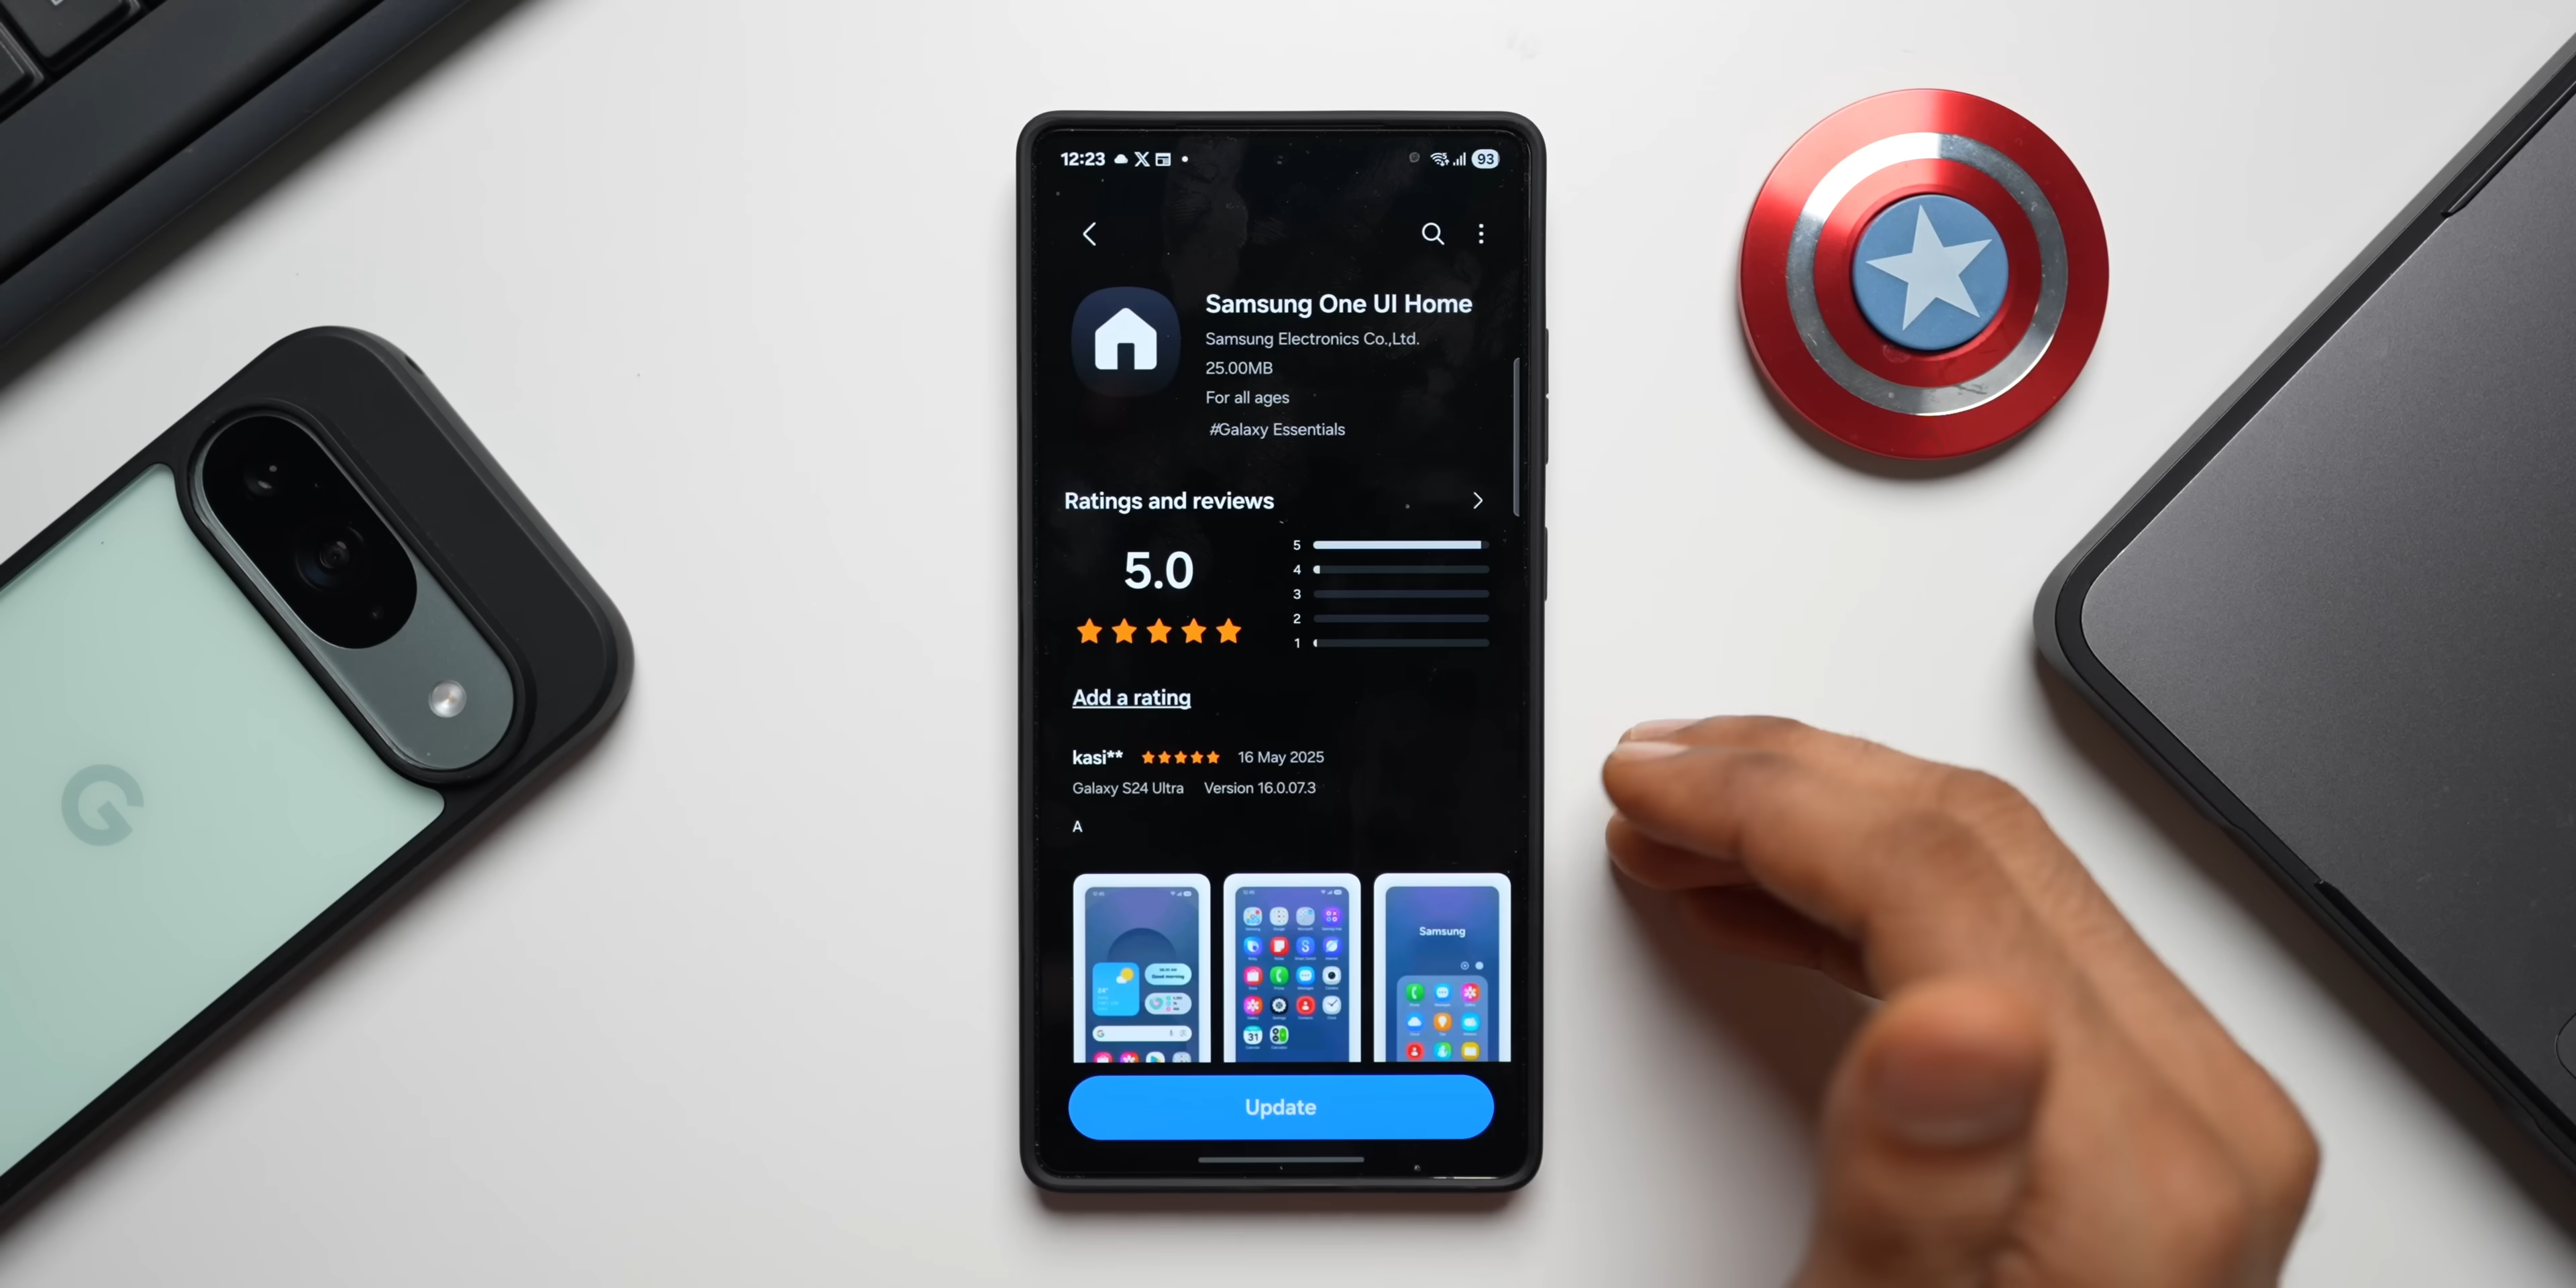 12:23
93
Samsung One UI Home
Samsung Electronics Co.,Ltd.
25.00MB
For all ages
#Galaxy Essentials
Ratings and reviews
5.0
5
4
3
2
1
Add a rating
kasi** 16 May 2025
Galaxy S24 Ultra Version 16.0.07.3
A
Samsung
31
Update
G